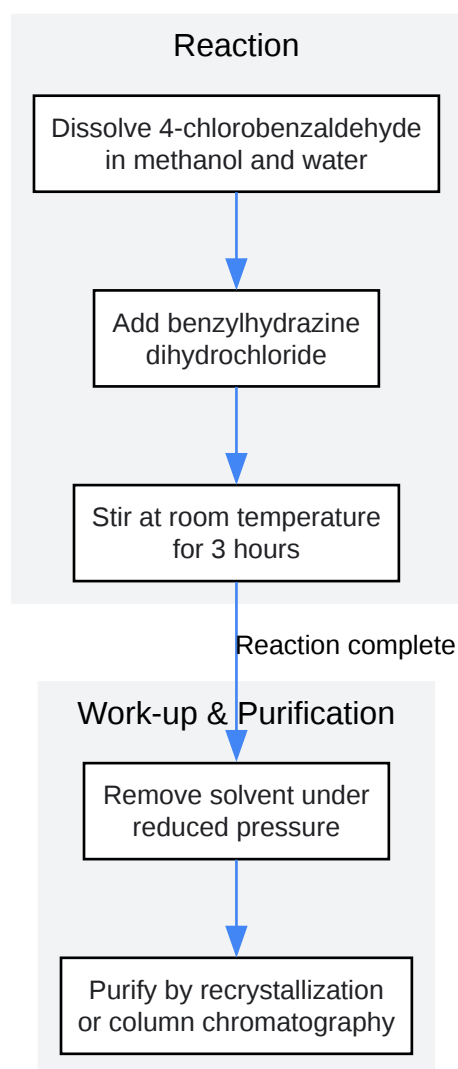 Reaction
Dissolve 4-chlorobenzaldehyde
in methanol and water
Add benzylhydrazine
dihydrochloride
Stir at room temperature
for 3 hours
Reaction complete
Work-up & Purification
Remove solvent under
reduced pressure
Purify by recrystallization
or column chromatography